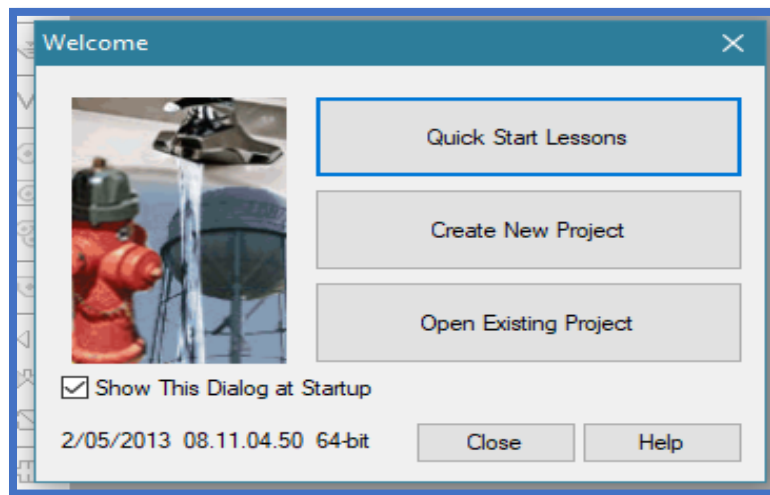 Welcome
Quick Start Lessons
Create New Project
Open Existing Project
Show This Dialog at Startup
2/05/2013 08.11.04.50 64-bit
Close
Help